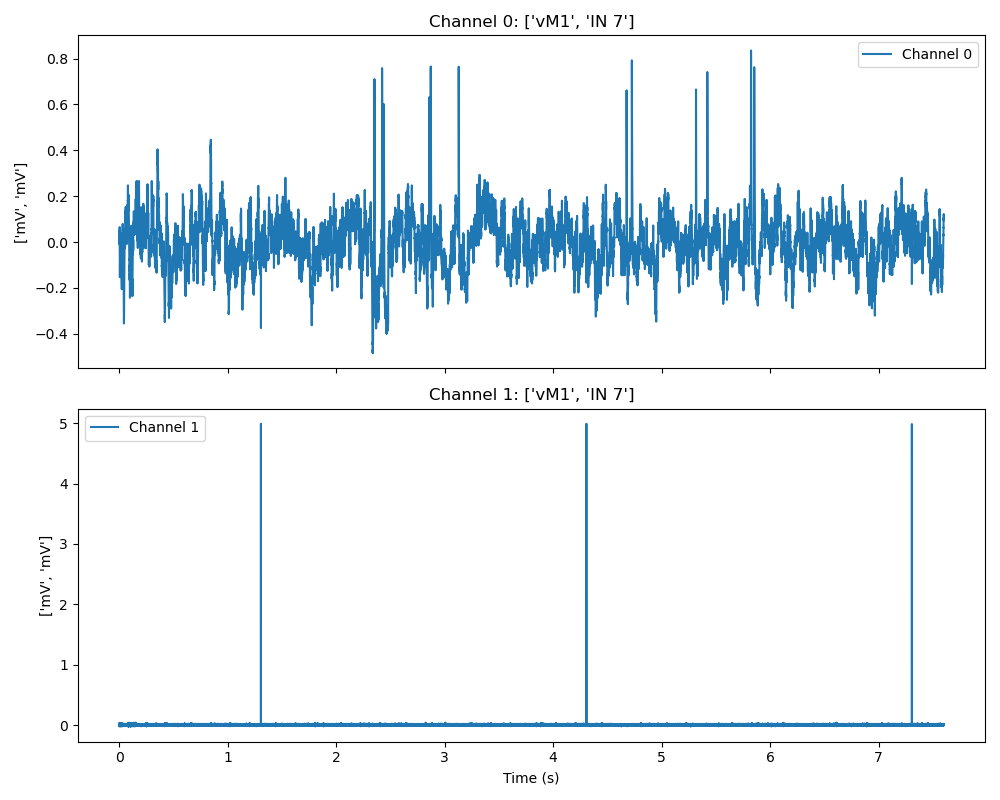 Channel 0: ['vM1', 'IN 7']
Channel 0
0.8
0.6
0.4
0.2
0.0
−0.2
−0.4
['mV', 'mV']
Channel 1: ['vM1', 'IN 7']
Channel 1
5
4
3
2
1
0
['mV', 'mV']
0 1 2 3 4 5 6 7
Time (s)